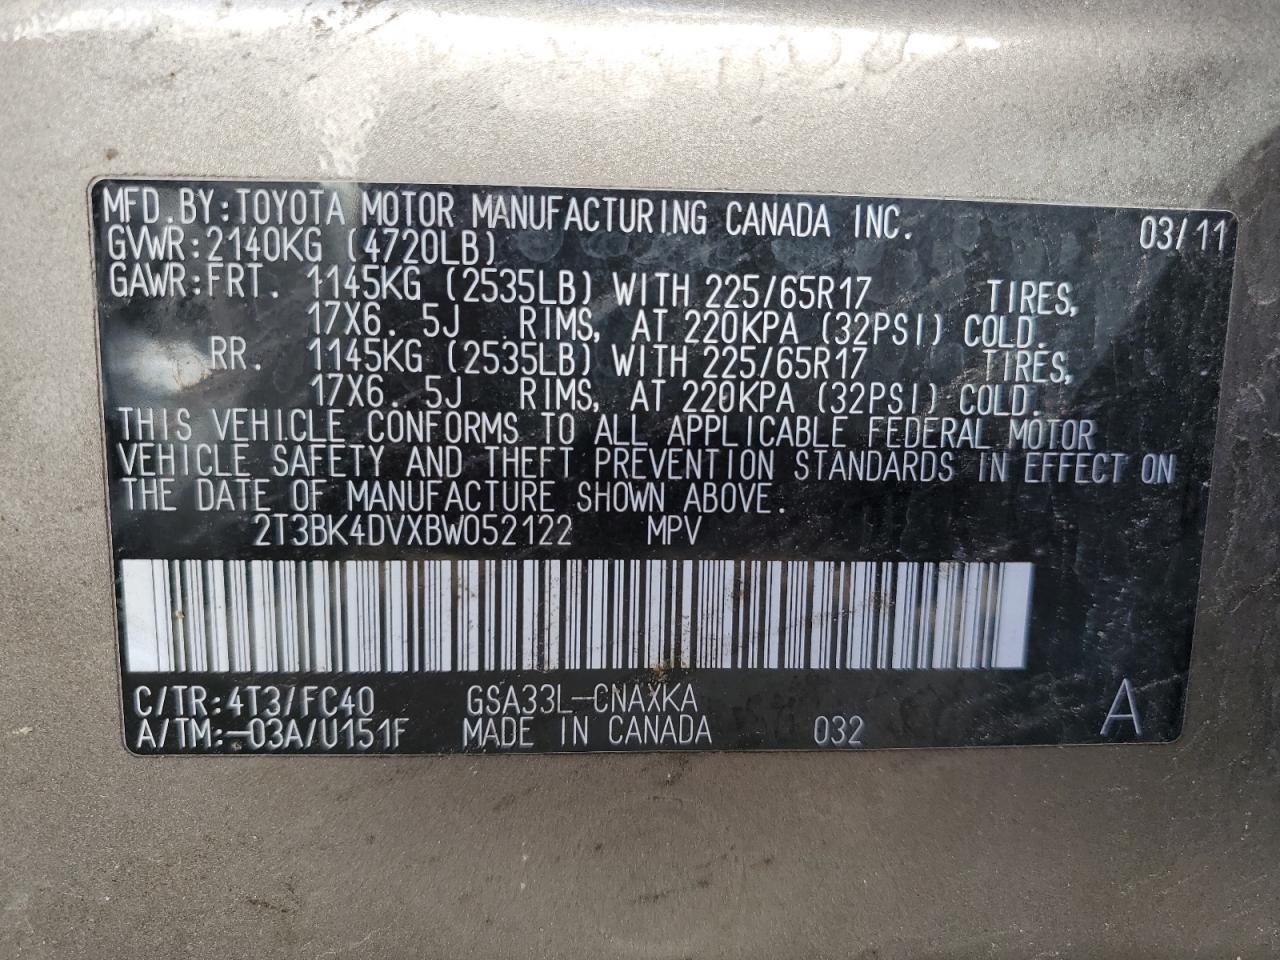 MFD.BY:TOYOTA MOTOR MANUFACTURING CANADA INC. 03/11
GVWR:2140KG (4720LB)
GAWR:FRT. 1145KG (2535LB) WITH 225/65R17 TIRES,
17X6. 5J RIMS, AT 220KPA (32PSI) COLD.
RR. 1145KG (2535LB) WITH 225/65R17 TIRES,
17X6. 5J RIMS, AT 220KPA (32PSI) COLD.
THIS VEHICLE CONFORMS TO ALL APPLICABLE FEDERAL MOTOR
VEHICLE SAFETY AND THEFT PREVENTION STANDARDS IN EFFECT ON
THE DATE OF MANUFACTURE SHOWN ABOVE.
2T3BK4DVXBW052122 MPV
C/TR:4T3/FC40 GSA33L-CNAXKA
A/TM:-03A/U151F MADE IN CANADA 032 A